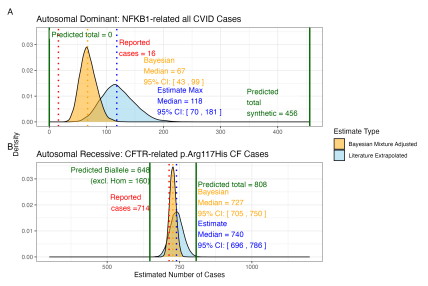 A
Autosomal Dominant: NFKB1-related all CVID Cases
Predicted total = 0
Reported
cases = 16
Bayesian
Median = 67
95% CI: [ 43 , 99 ]
Estimate Max
Median = 118
95% CI: [ 70 , 181 ]
Predicted
total
synthetic = 456
0.03
0.02
0.01
0.00
0
100
200
300
400
Density
B
Autosomal Recessive: CFTR-related p.Arg117His CF Cases
Predicted Biallele = 648
(excl. Hom = 160)
Reported
cases =714
Predicted total = 808
Bayesian
Median = 727
95% CI: [ 705 , 750 ]
Estimate
Median = 740
95% CI: [ 696 , 786 ]
0.03
0.02
0.01
0.00
500
750
1000
Estimated Number of Cases
Estimate Type
Bayesian Mixture Adjusted
Literature Extrapolated